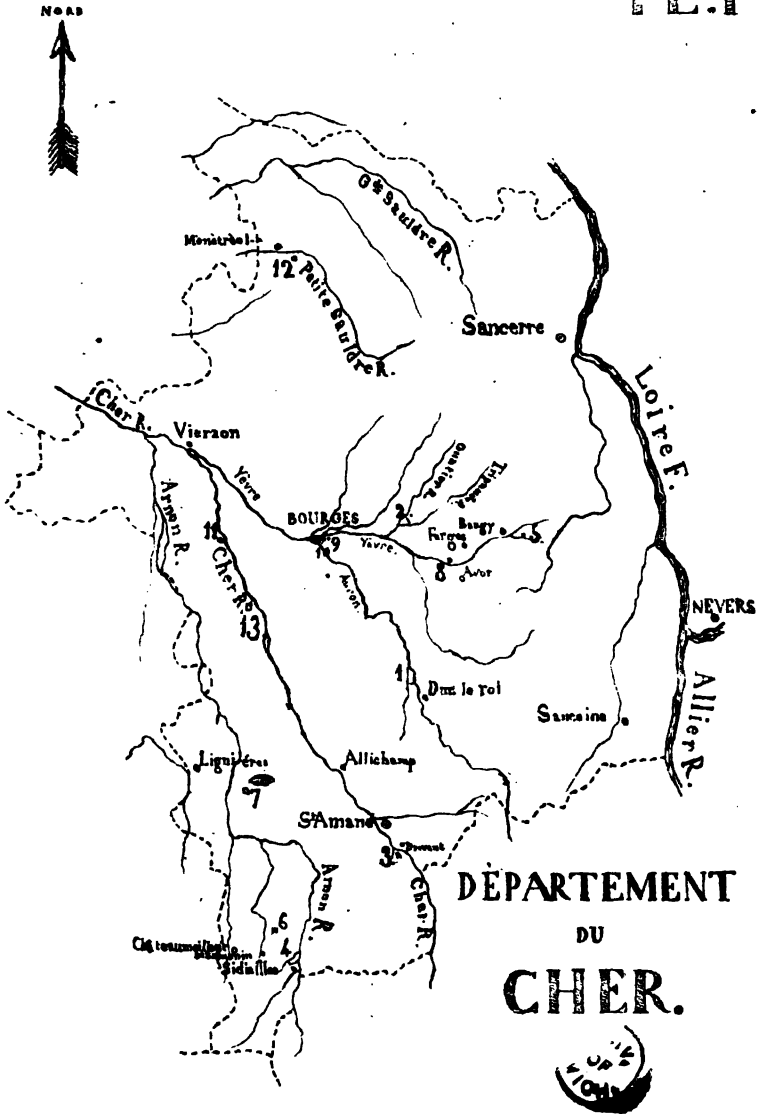 NORD
Gde Sauldre R.
12
Petite Sauldre R.
Sancerre
Loire F.
Cher R.
Vierzon
Yèvre
Arnon R.
BOURGES
9
10
Yèvre.
2
Farges
Baugy
5
8
Avor
11
Cher R.
13
Auron.
1
Dun le roi
NEVERS
Allier R.
Sancoins
Ligniéres
7
Allichamp
St Amand
3
Drevant
Cher R.
Arnon R.
6
4
Sidiailles
DÉPARTEMENT
DU
CHER.